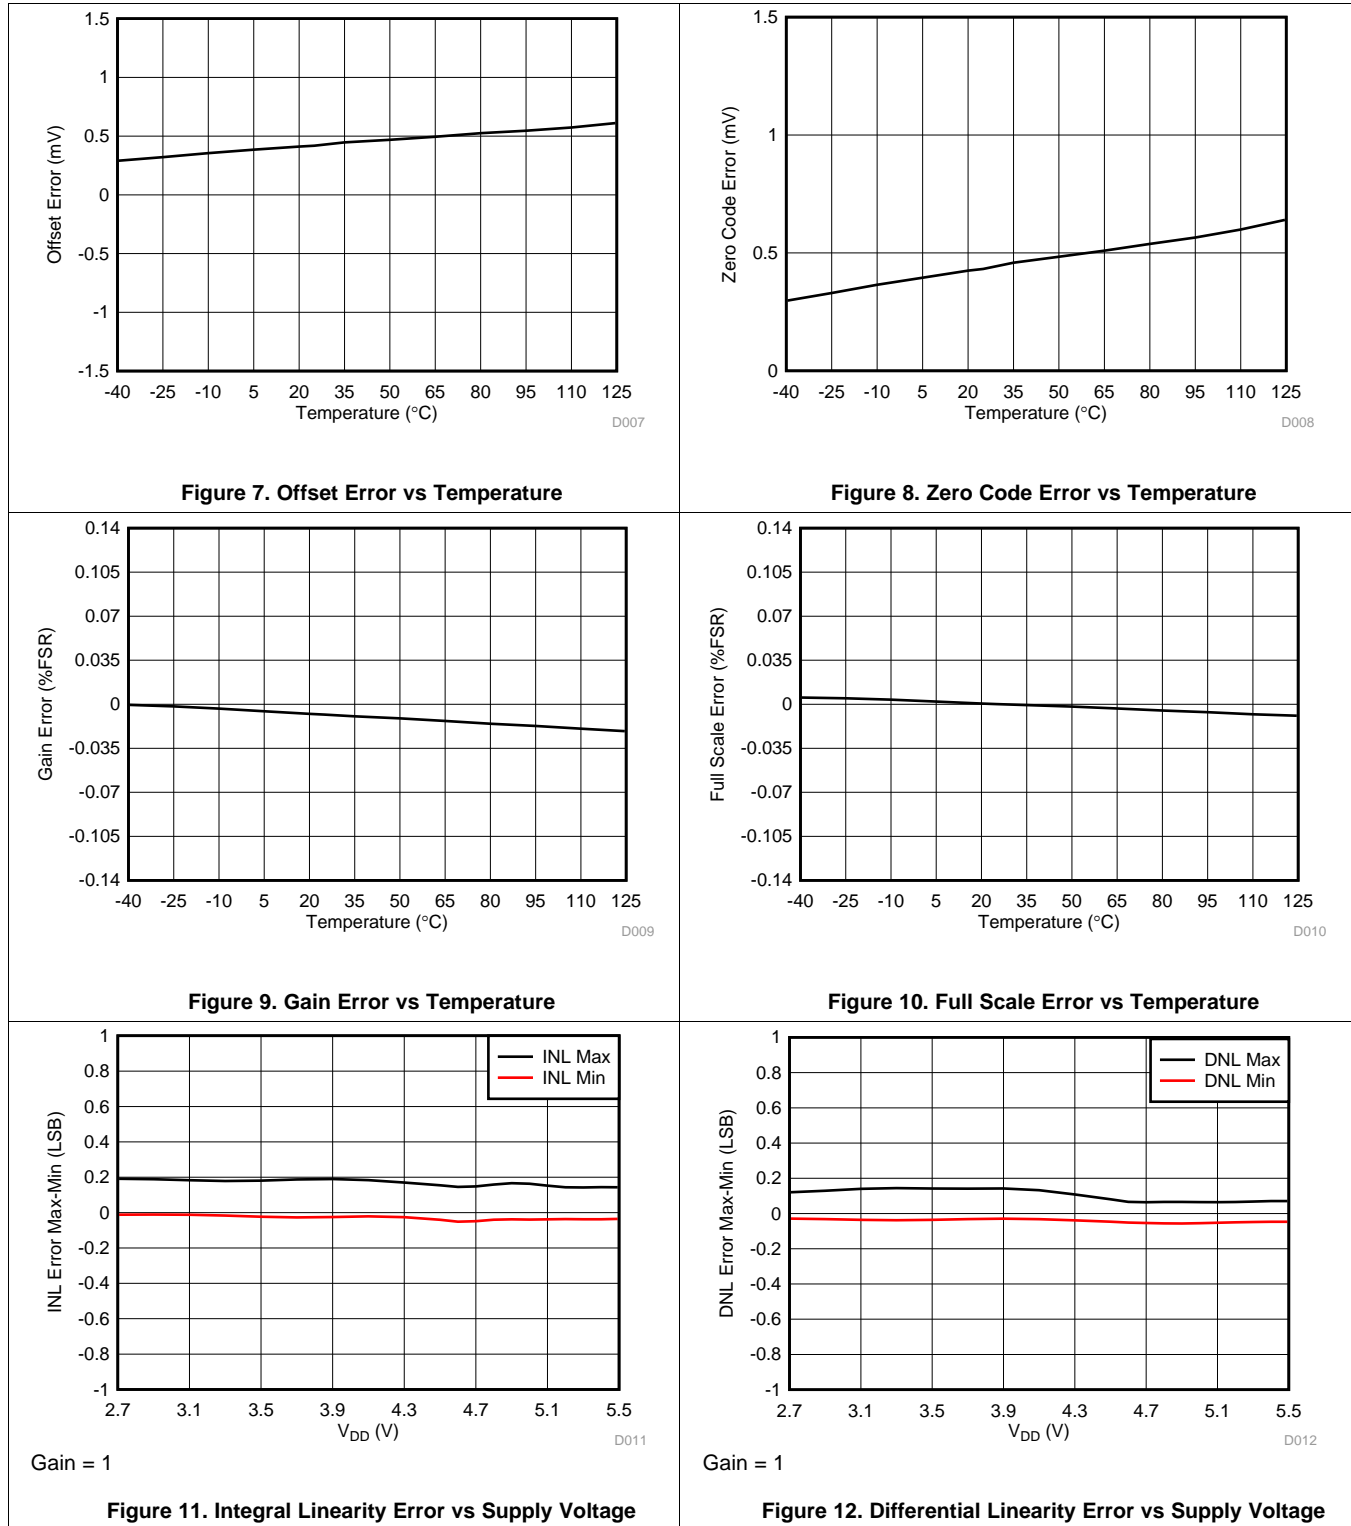 1.5
1
0.5
0
-0.5
-1
-1.5
Offset Error (mV)
-40 -25 -10 5 20 35 50 65 80 95 110 125
Temperature (°C)
D007
Figure 7. Offset Error vs Temperature
1.5
1
0.5
0
Zero Code Error (mV)
-40 -25 -10 5 20 35 50 65 80 95 110 125
Temperature (°C)
D008
Figure 8. Zero Code Error vs Temperature
0.14
0.105
0.07
0.035
0
-0.035
-0.07
-0.105
-0.14
Gain Error (%FSR)
-40 -25 -10 5 20 35 50 65 80 95 110 125
Temperature (°C)
D009
Figure 9. Gain Error vs Temperature
0.14
0.105
0.07
0.035
0
-0.035
-0.07
-0.105
-0.14
Full Scale Error (%FSR)
-40 -25 -10 5 20 35 50 65 80 95 110 125
Temperature (°C)
D010
Figure 10. Full Scale Error vs Temperature
1
0.8
0.6
0.4
0.2
0
-0.2
-0.4
-0.6
-0.8
-1
INL Error Max-Min (LSB)
INL Max
INL Min
2.7 3.1 3.5 3.9 4.3 4.7 5.1 5.5
VDD (V)
D011
Gain = 1
Figure 11. Integral Linearity Error vs Supply Voltage
1
0.8
0.6
0.4
0.2
0
-0.2
-0.4
-0.6
-0.8
-1
DNL Error Max-Min (LSB)
DNL Max
DNL Min
2.7 3.1 3.5 3.9 4.3 4.7 5.1 5.5
VDD (V)
D012
Gain = 1
Figure 12. Differential Linearity Error vs Supply Voltage